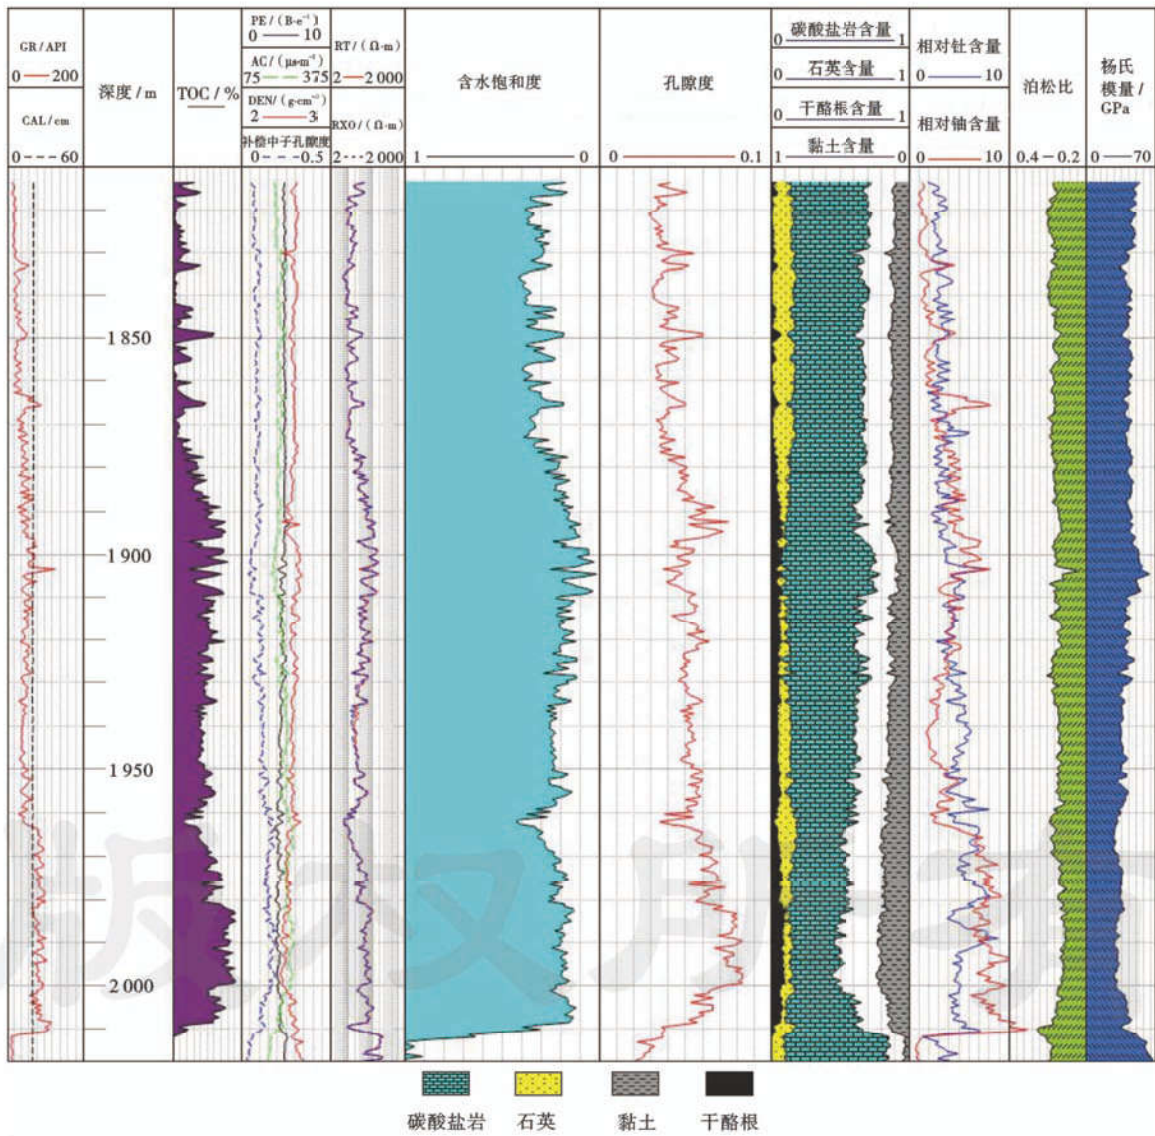 GR/API
0 200
CAL/cm
0 60
深度/m
TOC/%
PE/(B·e⁻¹)
0 10
AC/(μs·m⁻¹)
75 375
DEN/(g·cm⁻³)
2 3
补偿中子孔隙度
0 -0.5
RT/(Ω·m)
2 2 000
RXO/(Ω·m)
2 2 000
含水饱和度
1 0
孔隙度
0 0.1
碳酸盐岩含量
0 1
石英含量
0 1
干酪根含量
0 1
黏土含量
1 0
相对钍含量
0 10
相对铀含量
0 10
泊松比
0.4 0.2
杨氏
模量/
GPa
0 70
1 850
1 900
1 950
2 000
版权所有
碳酸盐岩
石英
黏土
干酪根